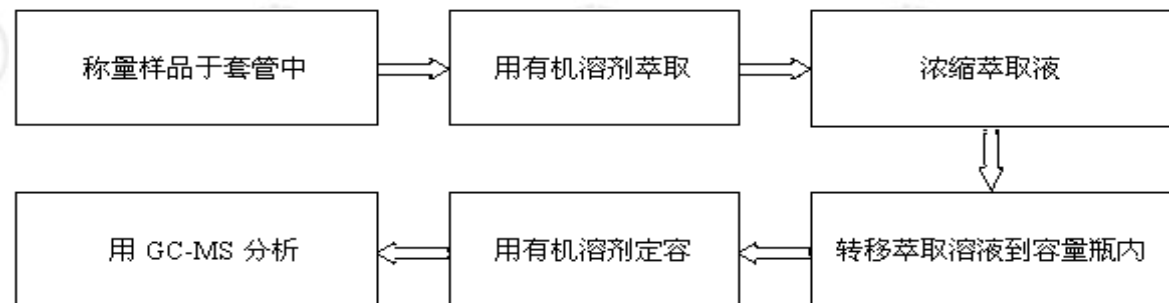 称量样品于套管中
用有机溶剂萃取
浓缩萃取液
转移萃取溶液到容量瓶内
用有机溶剂定容
用 GC-MS 分析